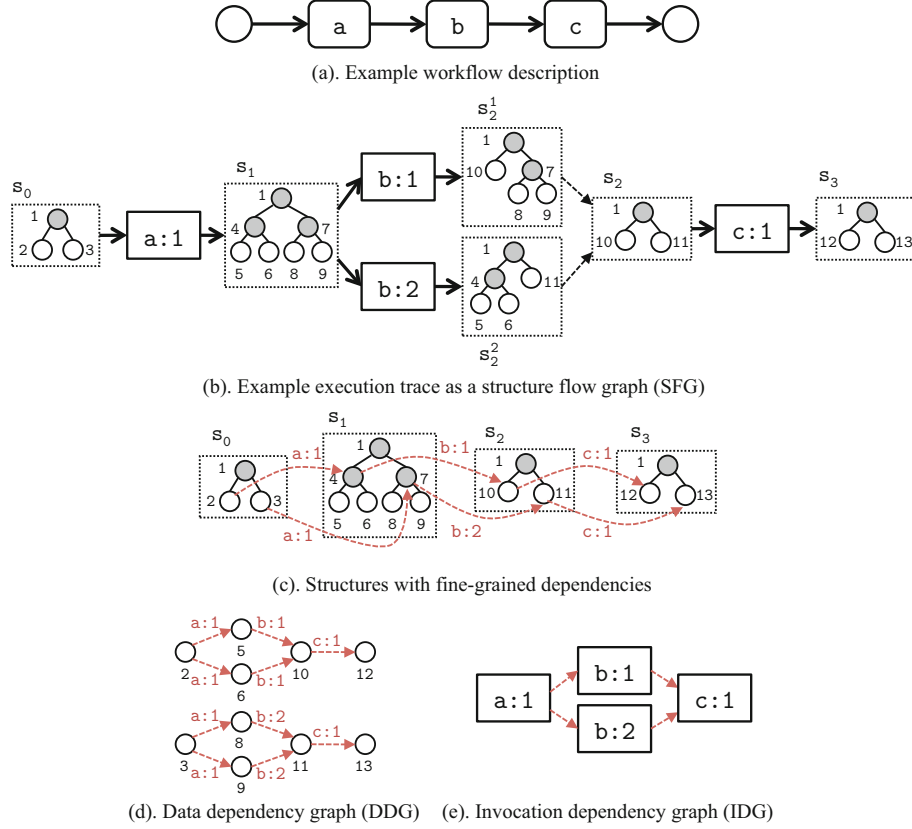 a b c
(a). Example workflow description
s₀
1
2 3
a:1
s₁
1
4 7
5 6 8 9
b:1
b:2
s₂¹
1
10 7
8 9
1
4 11
5 6
s₂²
s₂
1
10 11
c:1
s₃
1
12 13
(b). Example execution trace as a structure flow graph (SFG)
s₀
1
2 3
a:1
a:1
s₁
1
4 7
5 6 8 9
b:1
b:2
s₂
1
10 11
c:1
c:1
s₃
1
12 13
(c). Structures with fine-grained dependencies
a:1 b:1
5
c:1
2 10 12
6
a:1 b:1
a:1 b:2
8
c:1
3 11 13
a:1 b:2
9
(d). Data dependency graph (DDG)
a:1
b:1
b:2
c:1
(e). Invocation dependency graph (IDG)